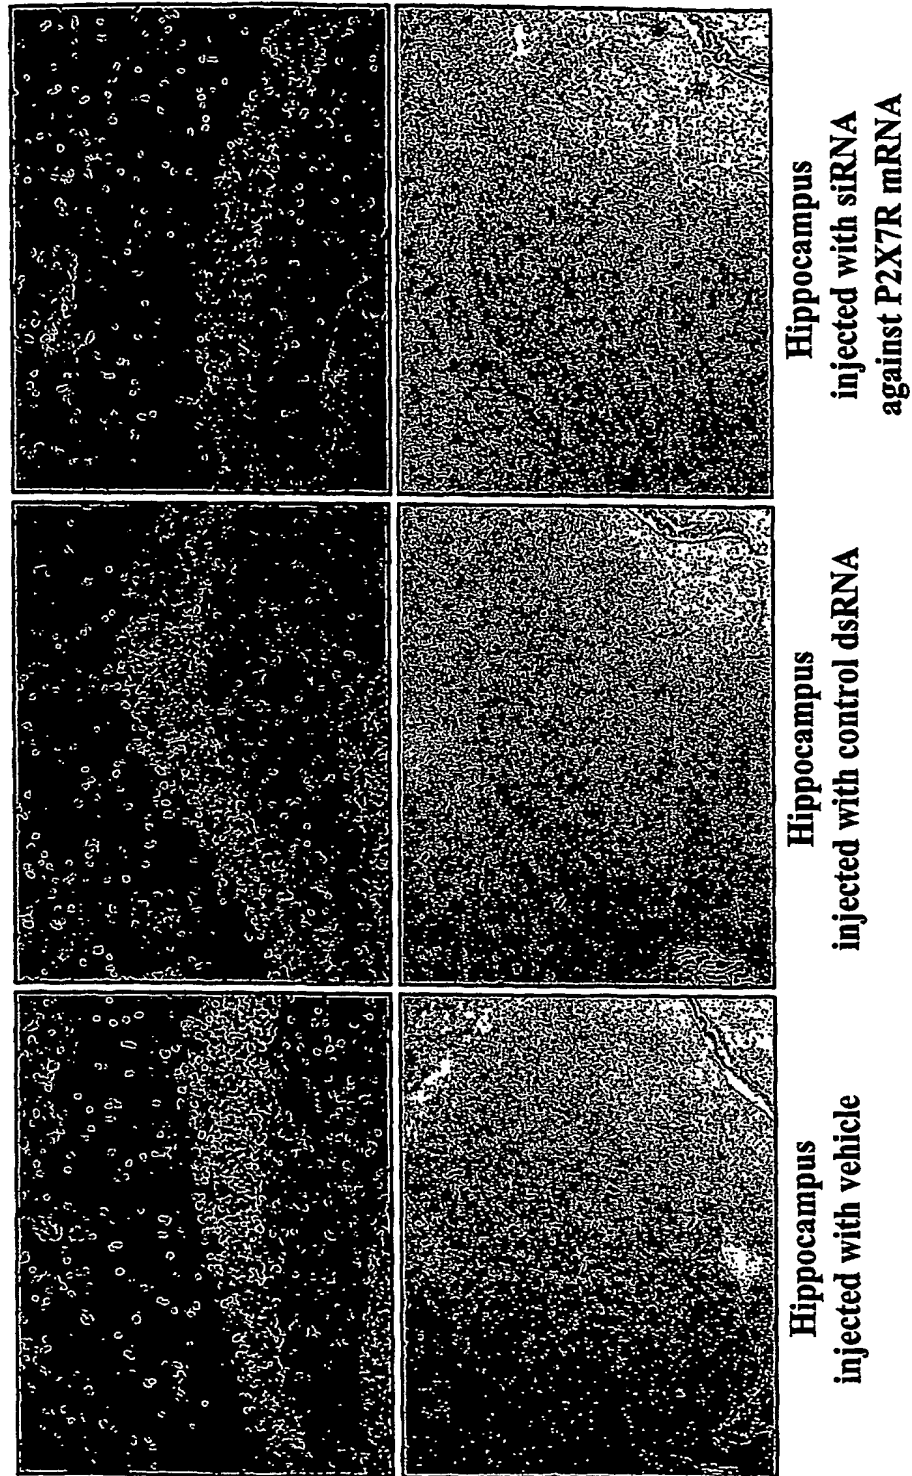 Hippocampus
injected with vehicle
Hippocampus
injected with control dsRNA
Hippocampus
injected with siRNA
against P2X7R mRNA